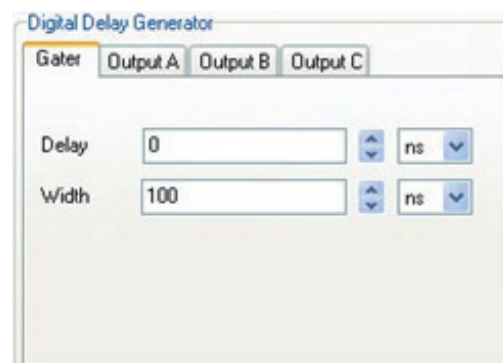 Digital Delay Generator
Gater Output A Output B Output C
Delay 0 ns
Width 100 ns